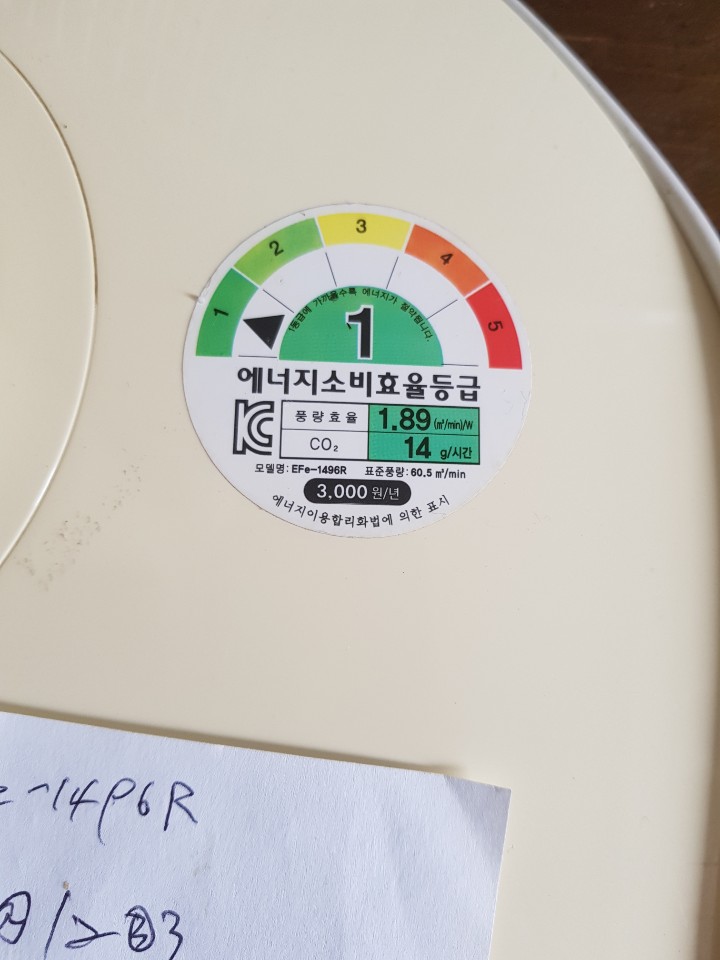 1 2 3 4 5
1등급에 가까울수록 에너지가 절약됩니다.
1
에너지소비효율등급
풍량효율 1.89 (㎥/min)/W
CO₂ 14 g/시간
모델명: EFe-1496R 표준풍량: 60.5 ㎥/min
3,000 원/년
에너지이용합리화법에 의한 표시
-1496R